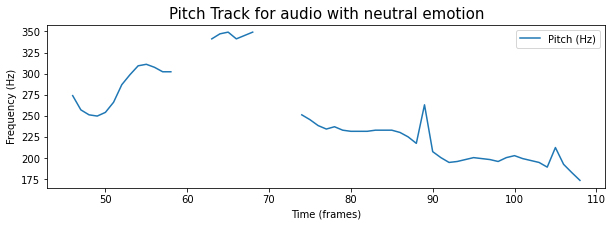 Pitch Track for audio with neutral emotion
Pitch (Hz)
Frequency (Hz)
350
325
300
275
250
225
200
175
50 60 70 80 90 100 110
Time (frames)